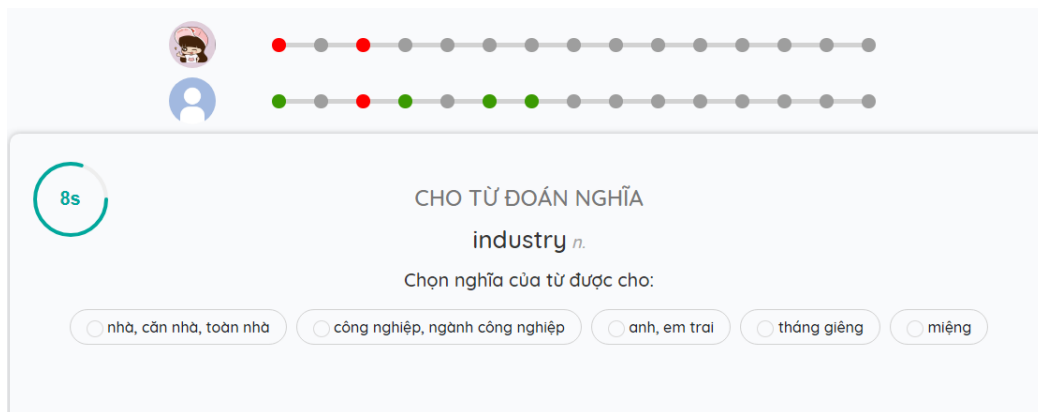 8s
CHO TỪ ĐOÁN NGHĨA
industry n.
Chọn nghĩa của từ được cho:
nhà, căn nhà, toàn nhà
công nghiệp, ngành công nghiệp
anh, em trai
tháng giêng
miệng